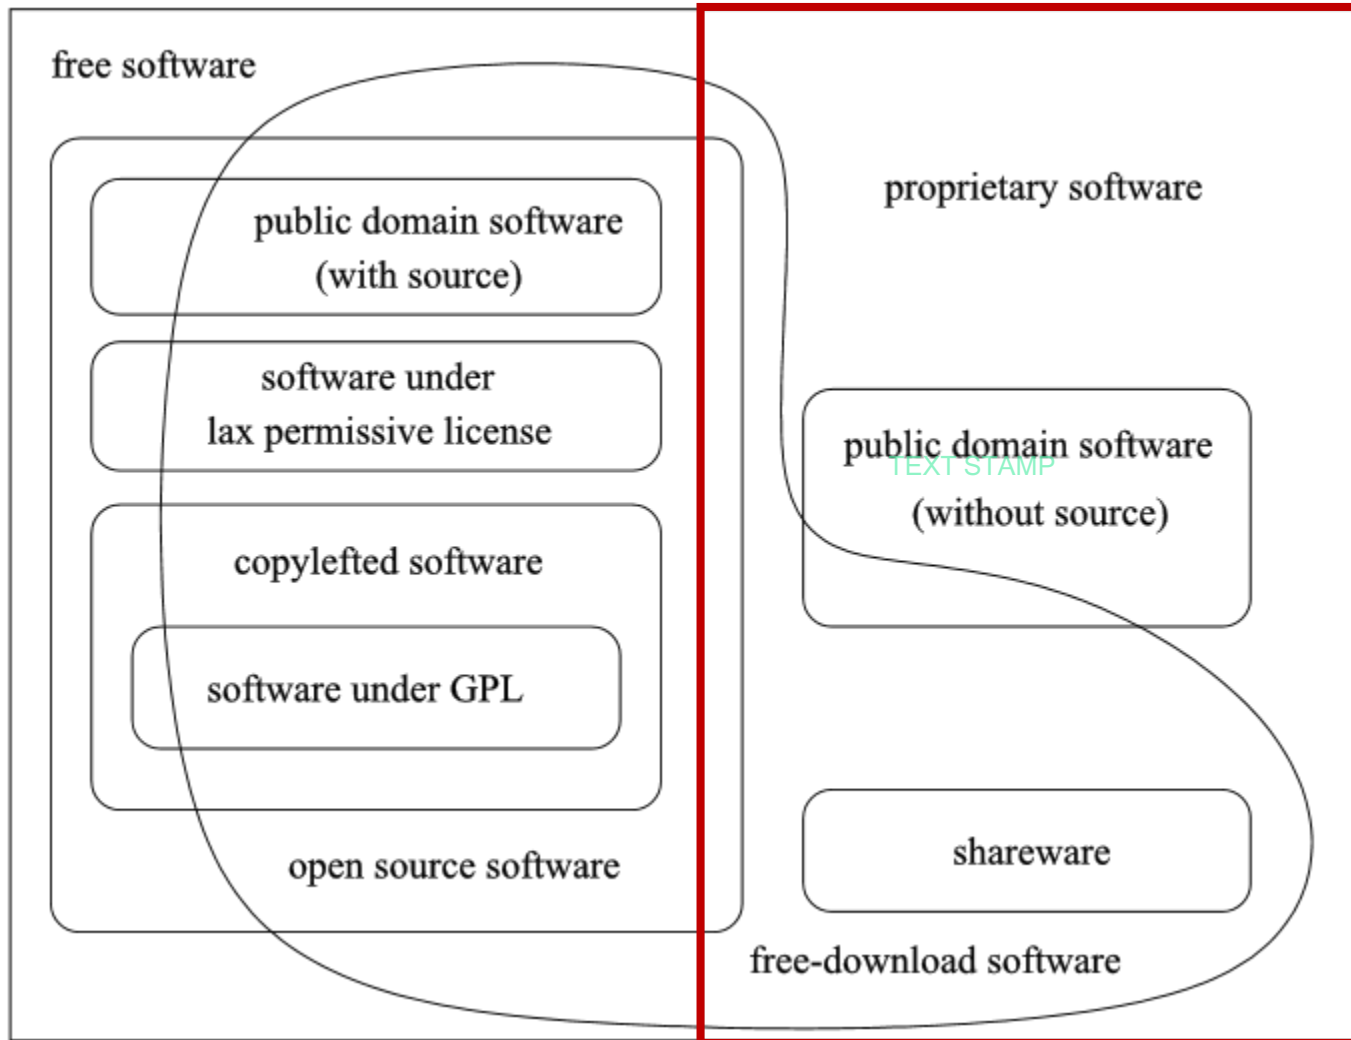 free software
public domain software
(with source)
software under
lax permissive license
copylefted software
software under GPL
open source software
proprietary software
public domain software
TEXT STAMP
(without source)
shareware
free-download software